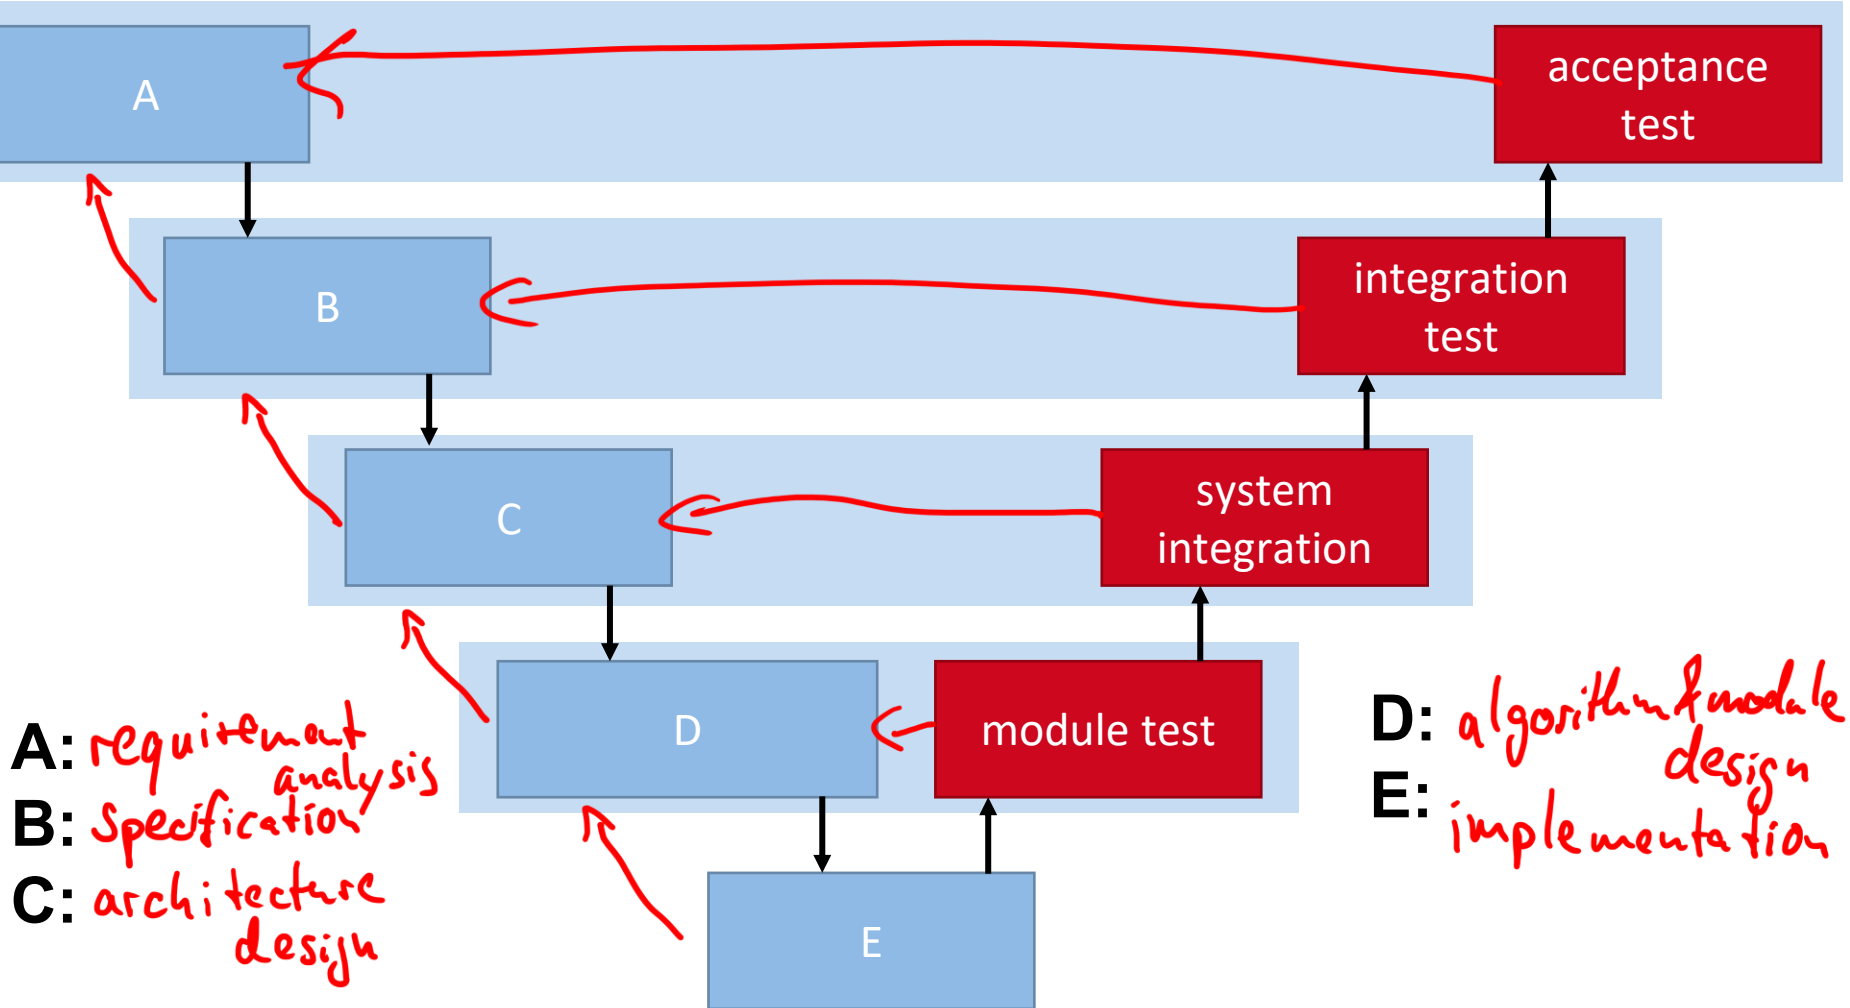 A
acceptance
test
B
integration
test
C
system
integration
D
module test
E
A: requirement
analysis
B: specification
C: architecture
design
D: algorithm & module
design
E: implementation